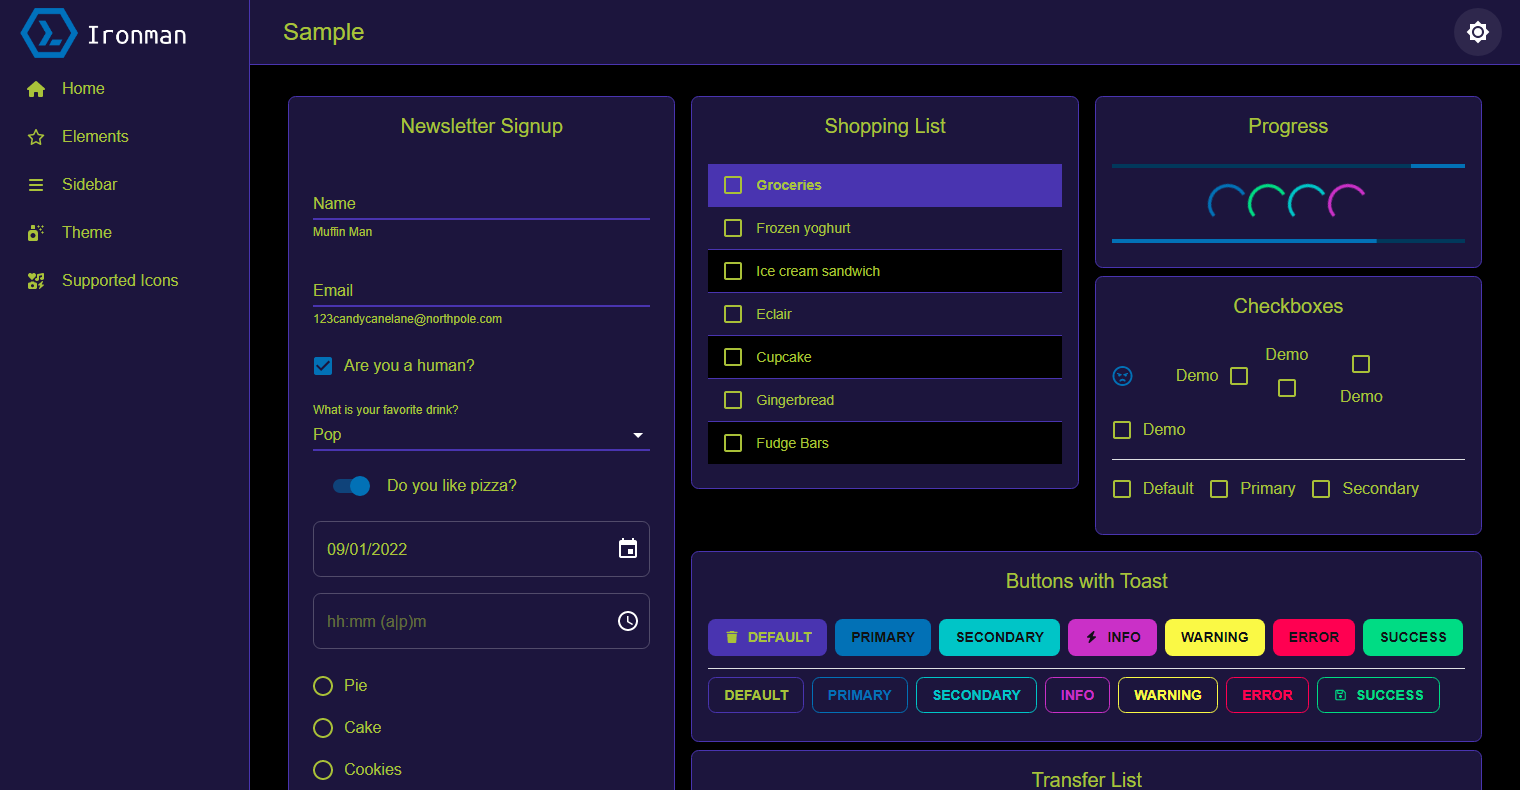 Ironman
Home
Elements
Sidebar
Theme
Supported Icons
Sample
Newsletter Signup
Name
Muffin Man
Email
123candycanelane@northpole.com
Are you a human?
What is your favorite drink?
Pop
Do you like pizza?
09/01/2022
hh:mm (a|p)m
Pie
Cake
Cookies
Shopping List
Groceries
Frozen yoghurt
Ice cream sandwich
Eclair
Cupcake
Gingerbread
Fudge Bars
Progress
Checkboxes
Demo
Demo
Demo
Demo
Default Primary Secondary
Buttons with Toast
DEFAULT PRIMARY SECONDARY INFO WARNING ERROR SUCCESS
DEFAULT PRIMARY SECONDARY INFO WARNING ERROR SUCCESS
Transfer List